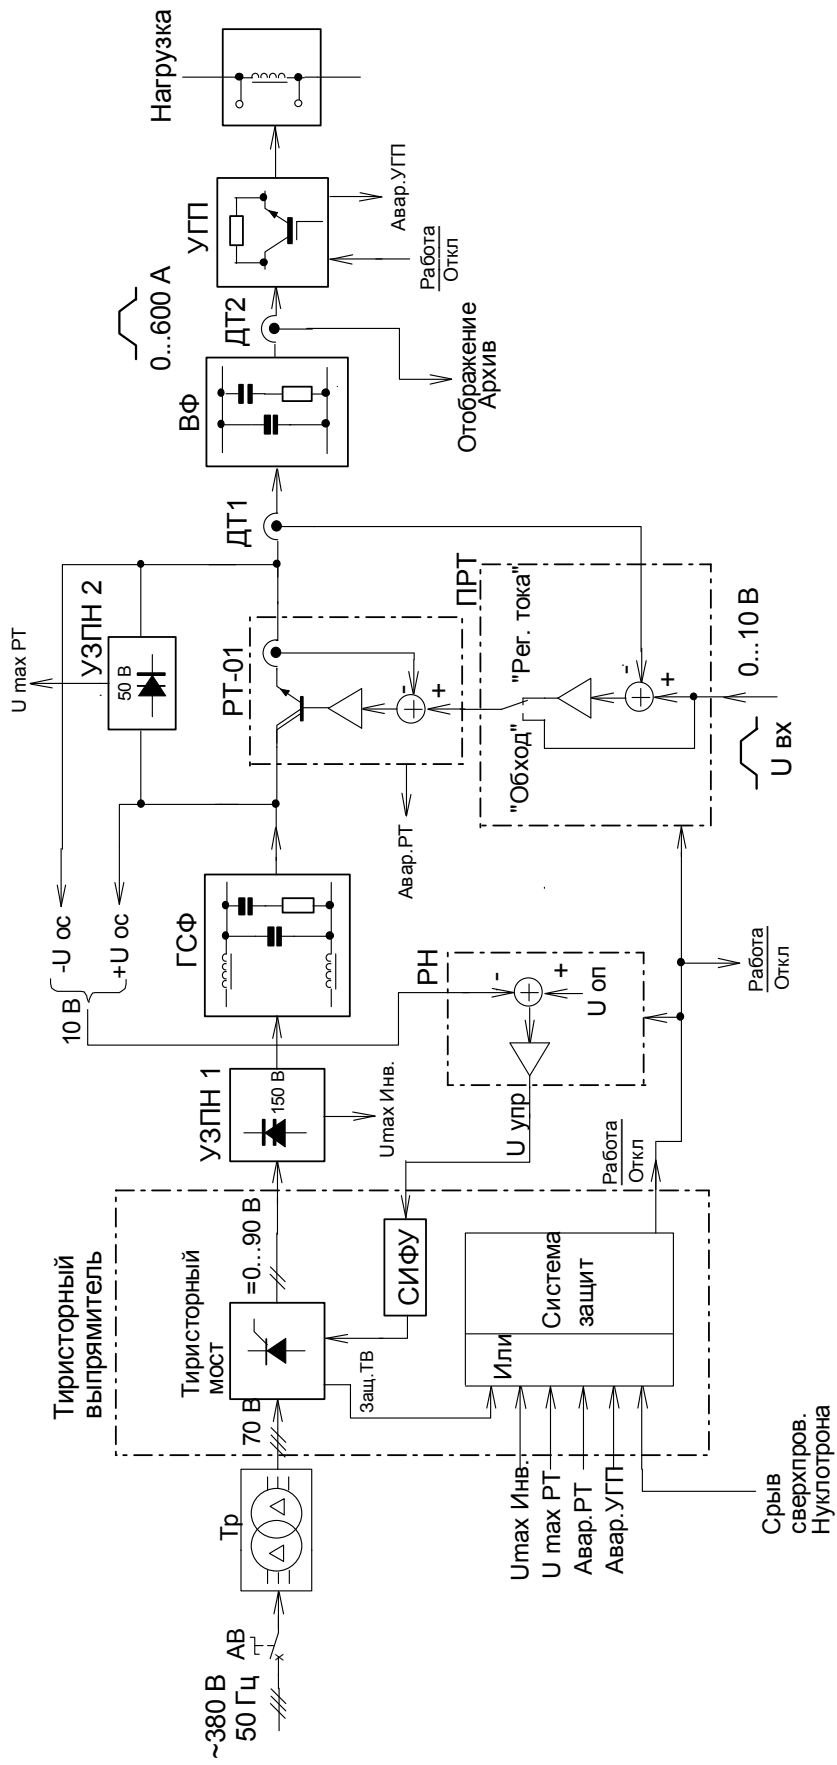 ~380 В
50 Гц
АВ
Тр
70 В
Тиристорный
выпрямитель
Тиристорный
мост
=0...90 В
Защ.ТВ
СИФУ
Или
Система
защит
Umax Инв.
U max РТ
Авар.РТ
Авар.УГП
Срыв
сверхпров.
Нуклотрона
Работа
Откл
УЗПН 1
150 В
Umax Инв.
U упр
РН
-
+
U оп
10 В
-U ос
+U ос
ГСФ
Работа
Откл
U max РТ
УЗПН 2
50 В
РТ-01
-
+
Авар.РТ
ПРТ
"Обход"
"Рег. тока"
-
+
U вх
0...10 В
ДТ1
ВФ
0...600 А
ДТ2
Отображение
Архив
УГП
Работа
Откл
Авар.УГП
Нагрузка